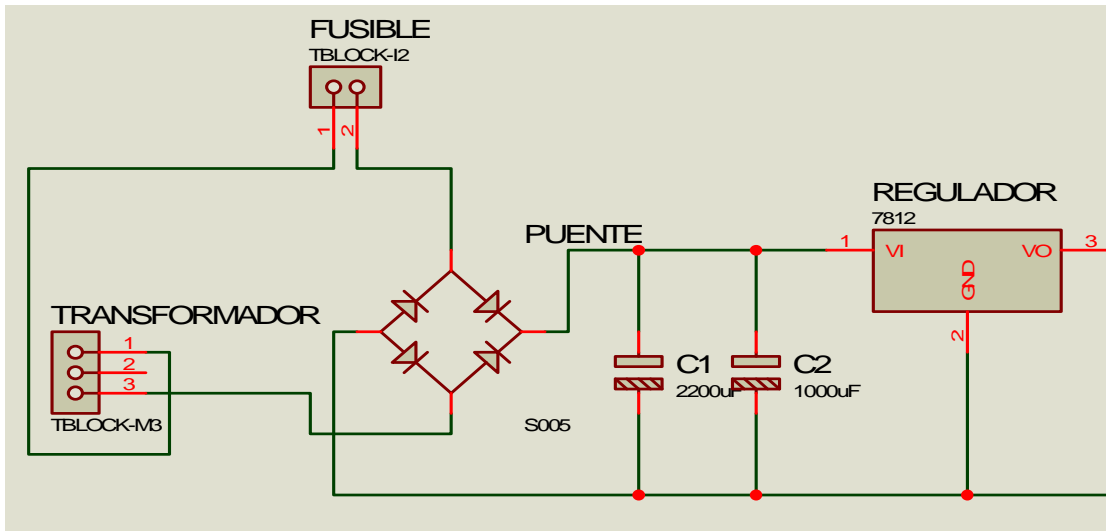 FUSIBLE
TBLOCK-I2
1
2
REGULADOR
7812
PUENTE
1
VI
VO
3
GND
2
TRANSFORMADOR
1
2
3
TBLOCK-M3
C1
2200uF
C2
1000uF
S005